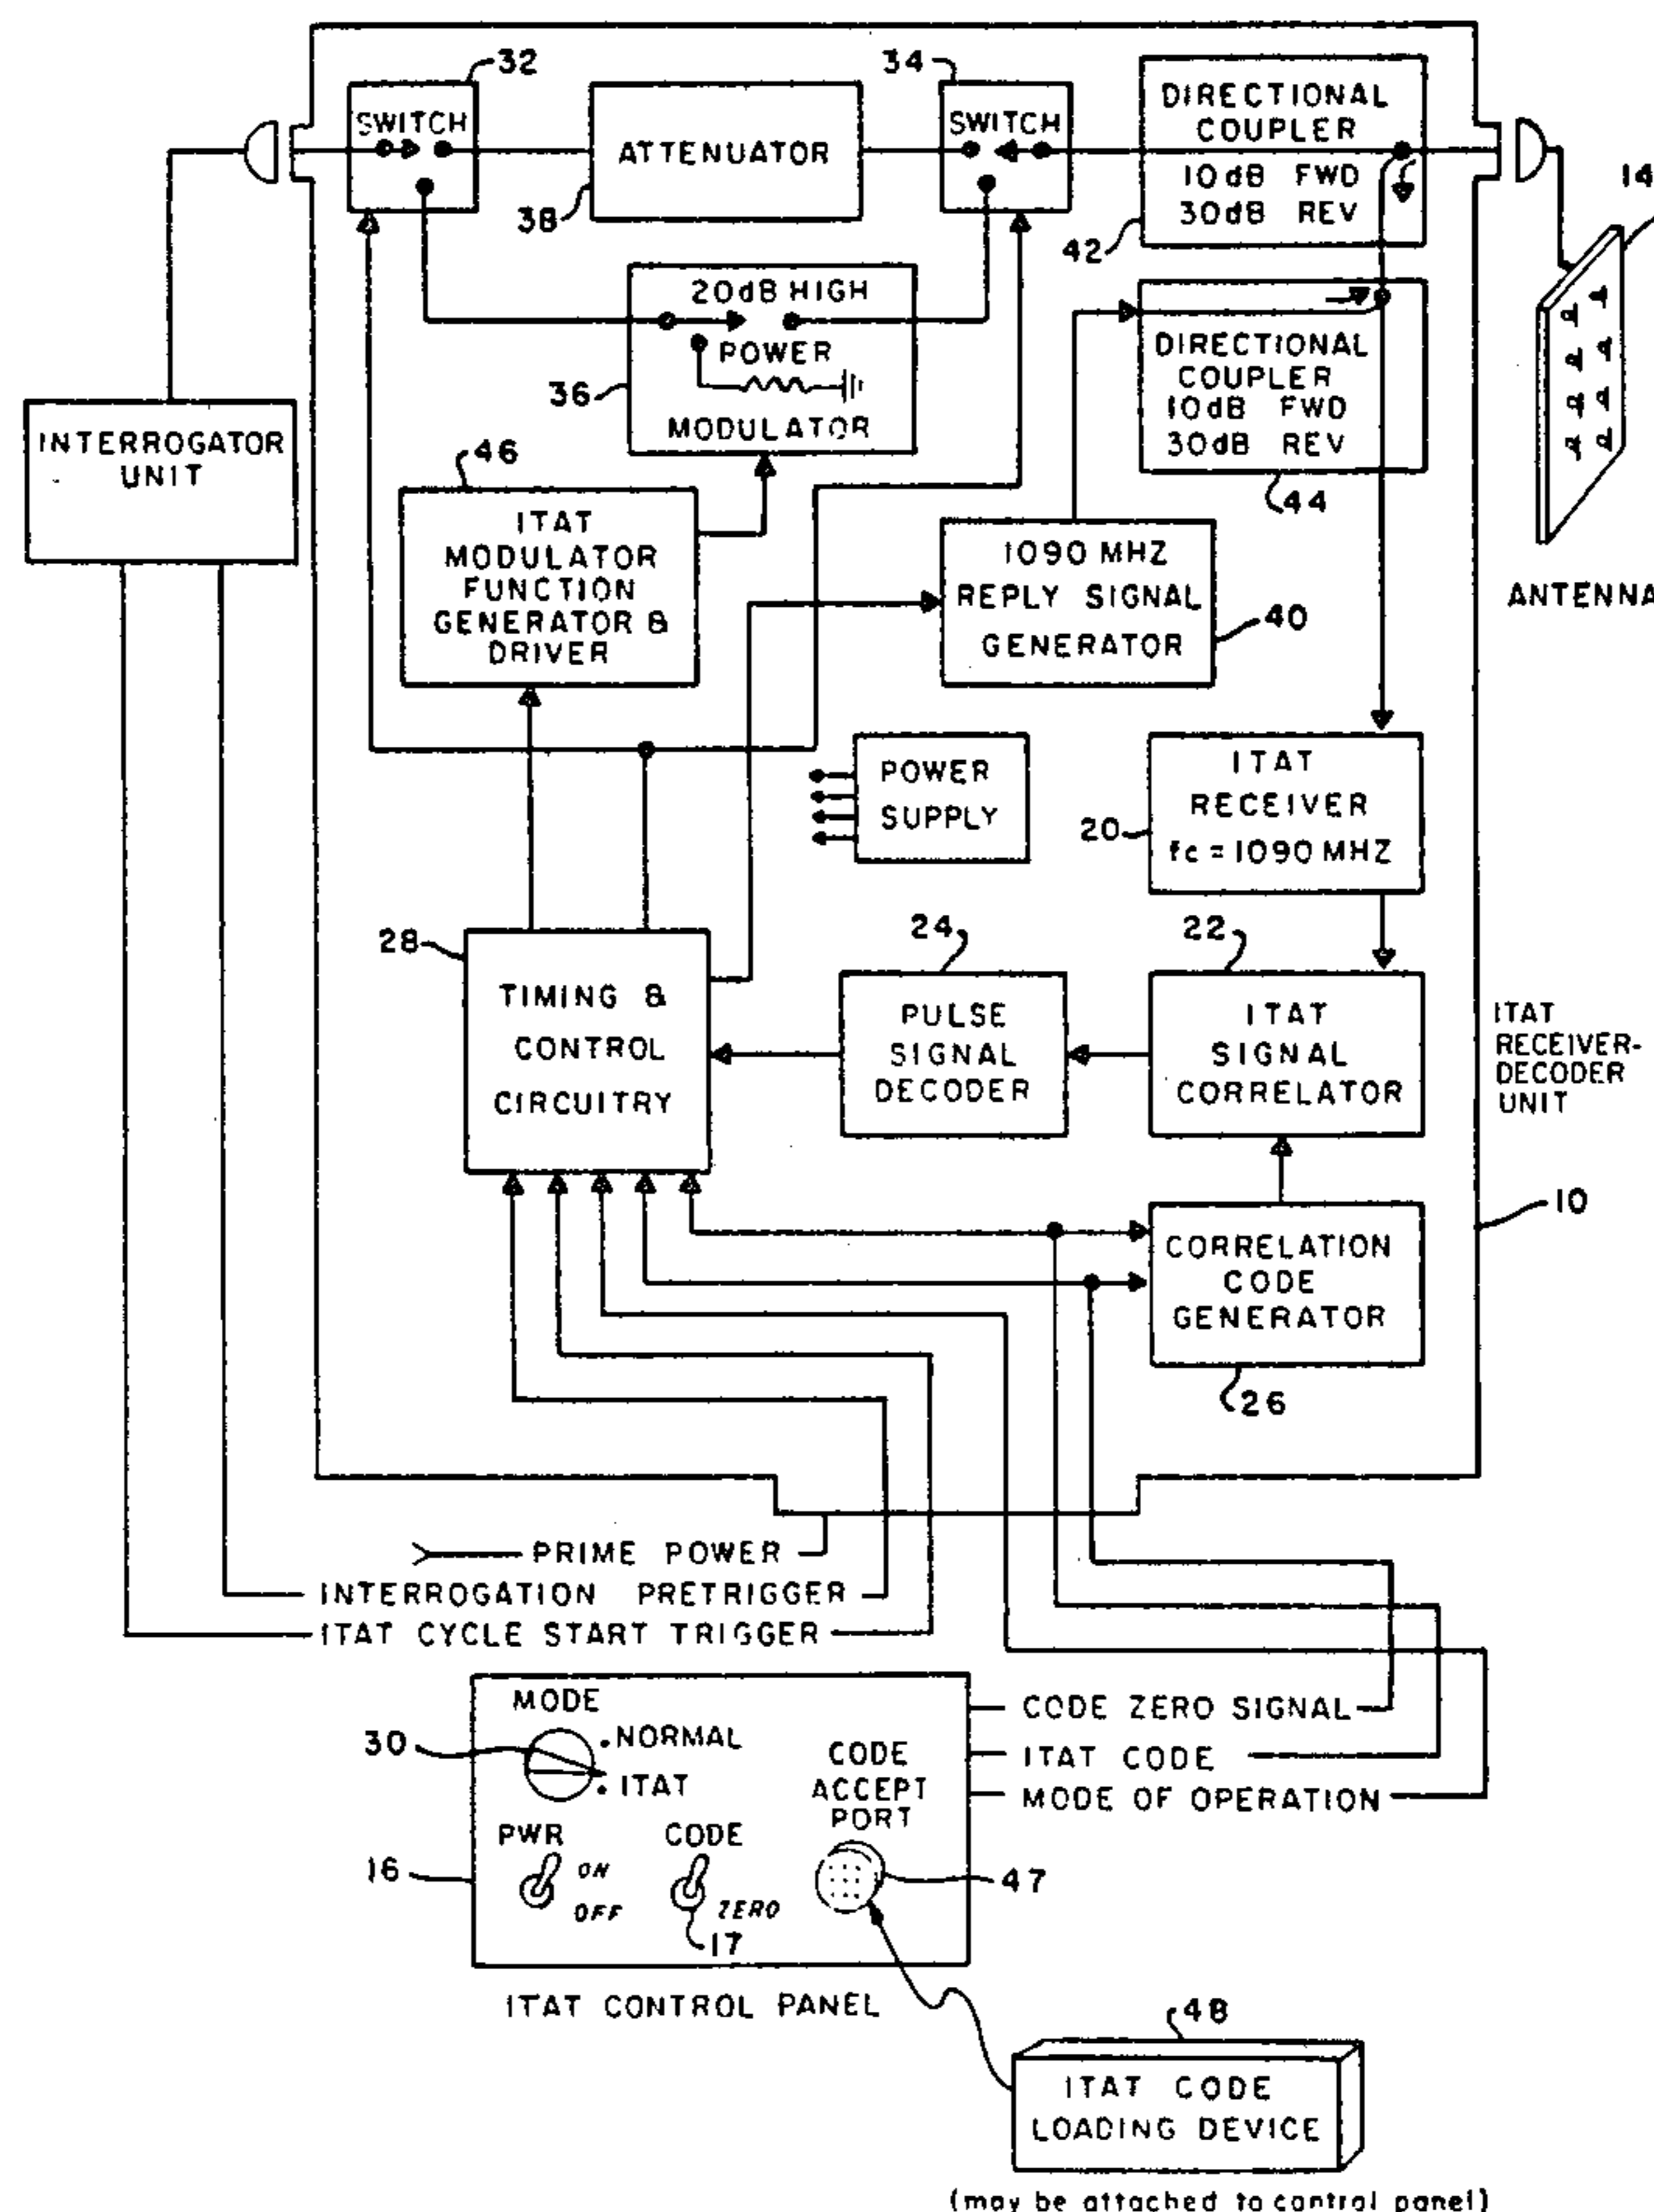 32
34
SWITCH
ATTENUATOR
38
SWITCH
DIRECTIONAL
COUPLER
10dB FWD
30dB REV
42
14
20dB HIGH
POWER
MODULATOR
36
DIRECTIONAL
COUPLER
10dB FWD
30dB REV
44
INTERROGATOR
UNIT
46
ITAT
MODULATOR
FUNCTION
GENERATOR &
DRIVER
1090 MHZ
REPLY SIGNAL
GENERATOR
40
ANTENNA
POWER
SUPPLY
ITAT
RECEIVER
fc = 1090 MHZ
20
28
TIMING &
CONTROL
CIRCUITRY
24
PULSE
SIGNAL
DECODER
22
ITAT
SIGNAL
CORRELATOR
ITAT
RECEIVER-
DECODER
UNIT
10
CORRELATION
CODE
GENERATOR
26
PRIME POWER
INTERROGATION PRETRIGGER
ITAT CYCLE START TRIGGER
MODE
30
NORMAL
ITAT
CODE
ACCEPT
PORT
CODE ZERO SIGNAL
ITAT CODE
MODE OF OPERATION
PWR
ON
OFF
16
CODE
ZERO
17
47
ITAT CONTROL PANEL
48
ITAT CODE
LOADING DEVICE
(may be attached to control panel)